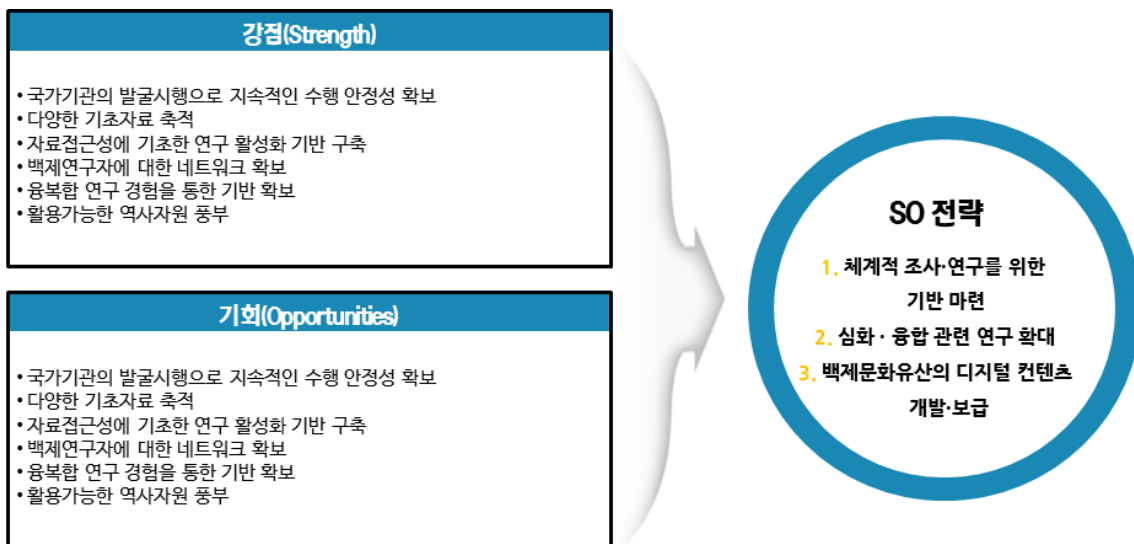 강점(Strength)
• 국가기관의 발굴시행으로 지속적인 수행 안정성 확보
• 다양한 기초자료 축적
• 자료접근성에 기초한 연구 활성화 기반 구축
• 백제연구자에 대한 네트워크 확보
• 융복합 연구 경험을 통한 기반 확보
• 활용가능한 역사자원 풍부
기회(Opportunities)
• 국가기관의 발굴시행으로 지속적인 수행 안정성 확보
• 다양한 기초자료 축적
• 자료접근성에 기초한 연구 활성화 기반 구축
• 백제연구자에 대한 네트워크 확보
• 융복합 연구 경험을 통한 기반 확보
• 활용가능한 역사자원 풍부
SO 전략
1. 체계적 조사·연구를 위한
기반 마련
2. 심화 · 융합 관련 연구 확대
3. 백제문화유산의 디지털 컨텐츠
개발·보급